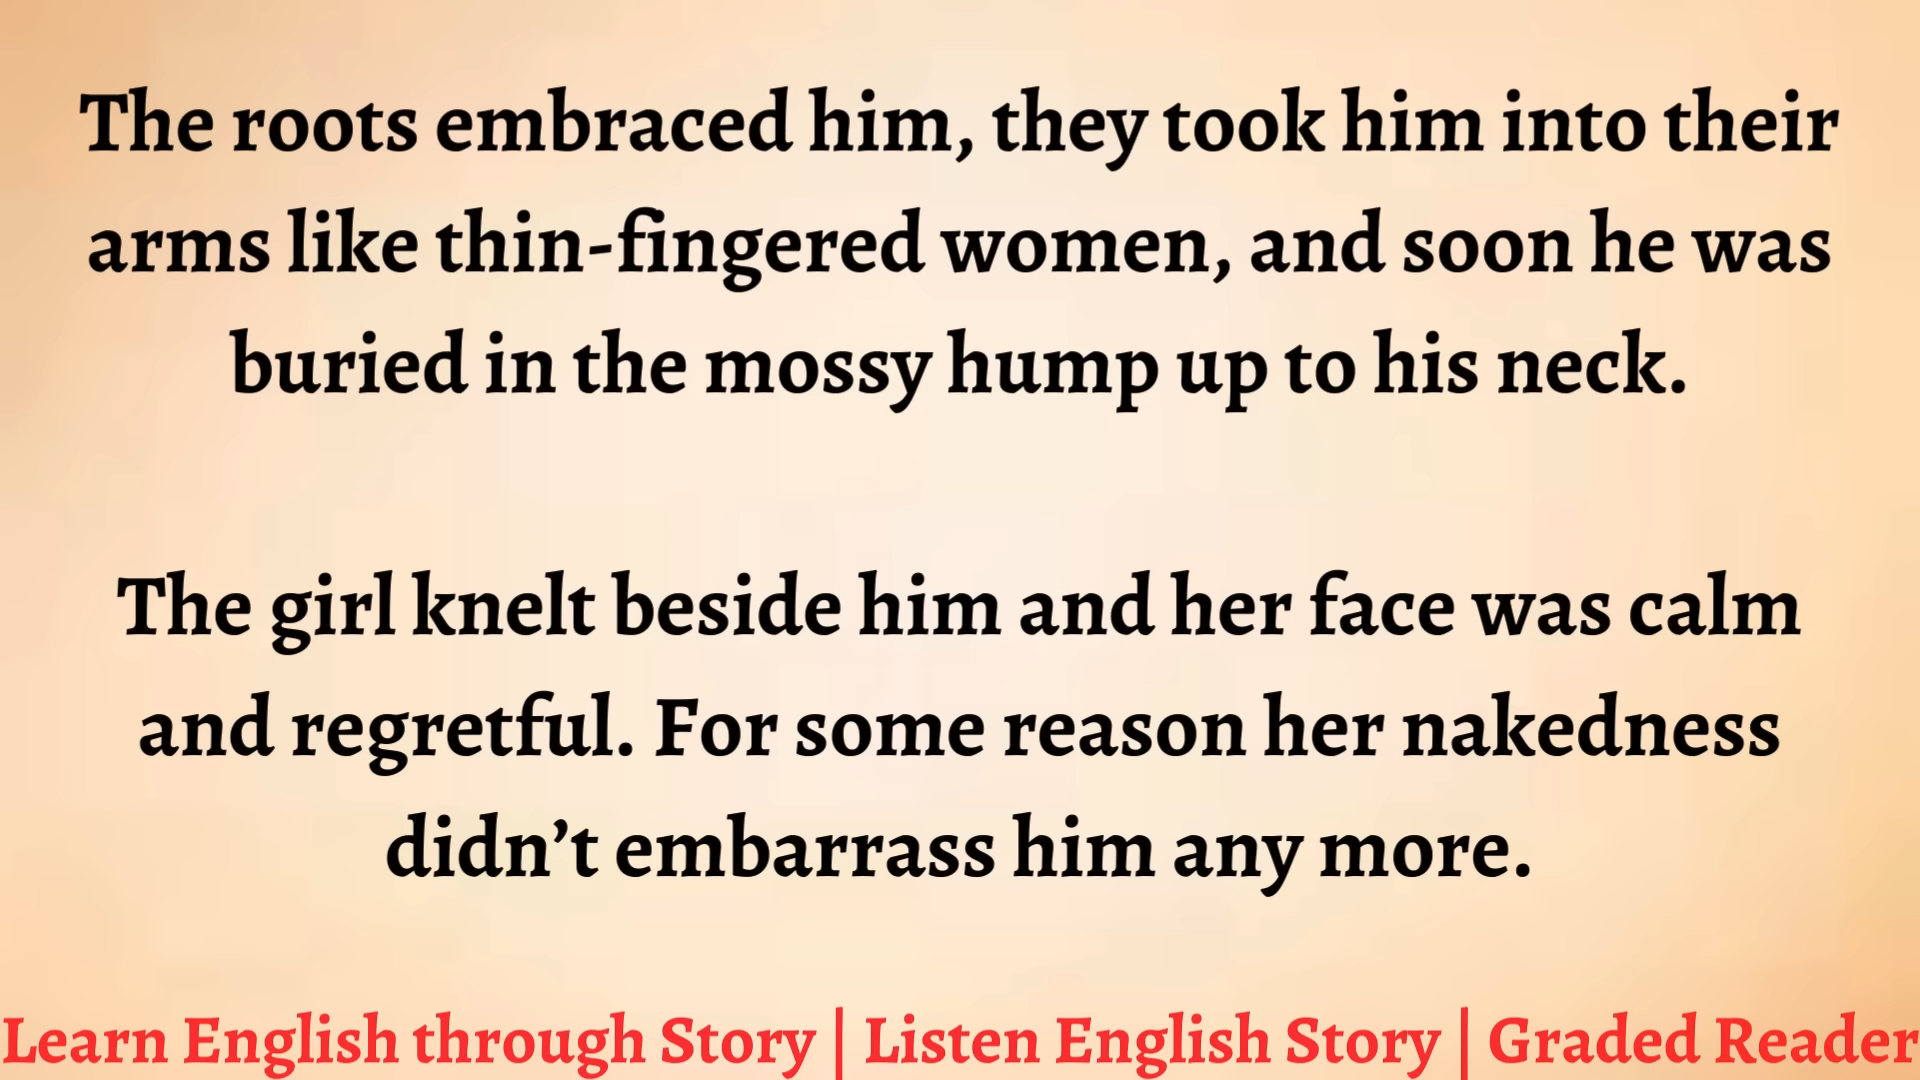 The roots embraced him, they took him into their
arms like thin-fingered women, and soon he was
buried in the mossy hump up to his neck.
The girl knelt beside him and her face was calm
and regretful. For some reason her nakedness
didn’t embarrass him any more.
Learn English through Story | Listen English Story | Graded Reader